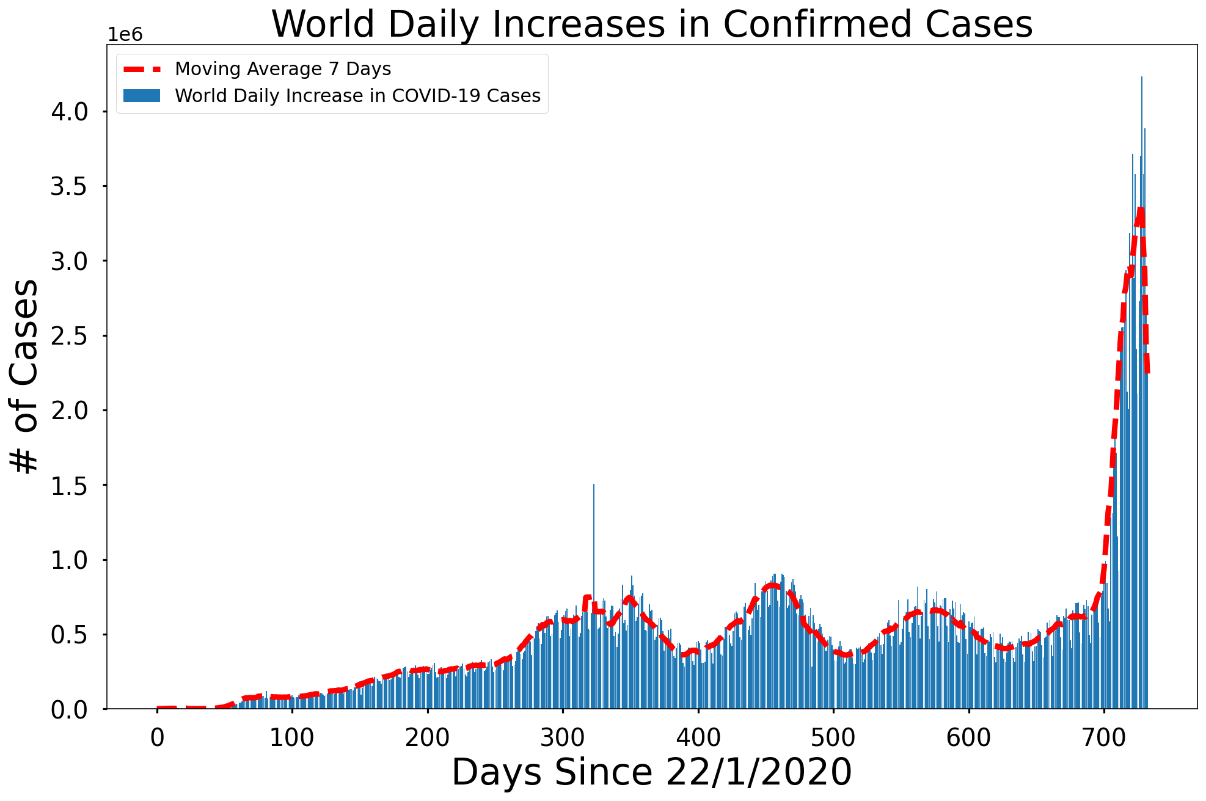 World Daily Increases in Confirmed Cases
1e6
Moving Average 7 Days
World Daily Increase in COVID-19 Cases
4.0
3.5
3.0
2.5
2.0
1.5
1.0
0.5
0.0
# of Cases
0 100 200 300 400 500 600 700
Days Since 22/1/2020